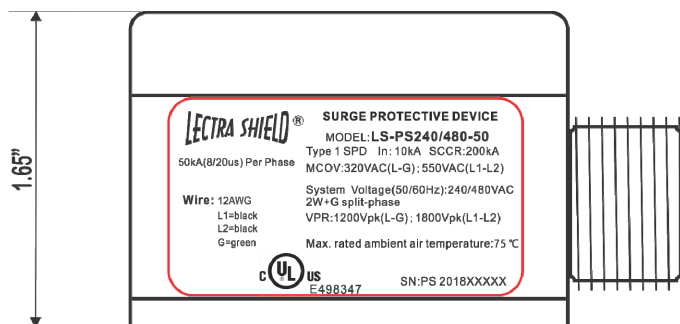 1.65”
LECTRA SHIELD®
50kA(8/20us) Per Phase
Wire: 12AWG
L1=black
L2=black
G=green
SURGE PROTECTIVE DEVICE
MODEL:LS-PS240/480-50
Type 1 SPD In: 10kA SCCR:200kA
MCOV:320VAC(L-G); 550VAC(L1-L2)
System Voltage(50/60Hz):240/480VAC
2W+G split-phase
VPR:1200Vpk(L-G); 1800Vpk(L1-L2)
Max. rated ambient air temperature:75 ℃
C UL US
E498347
SN:PS 2018XXXXX